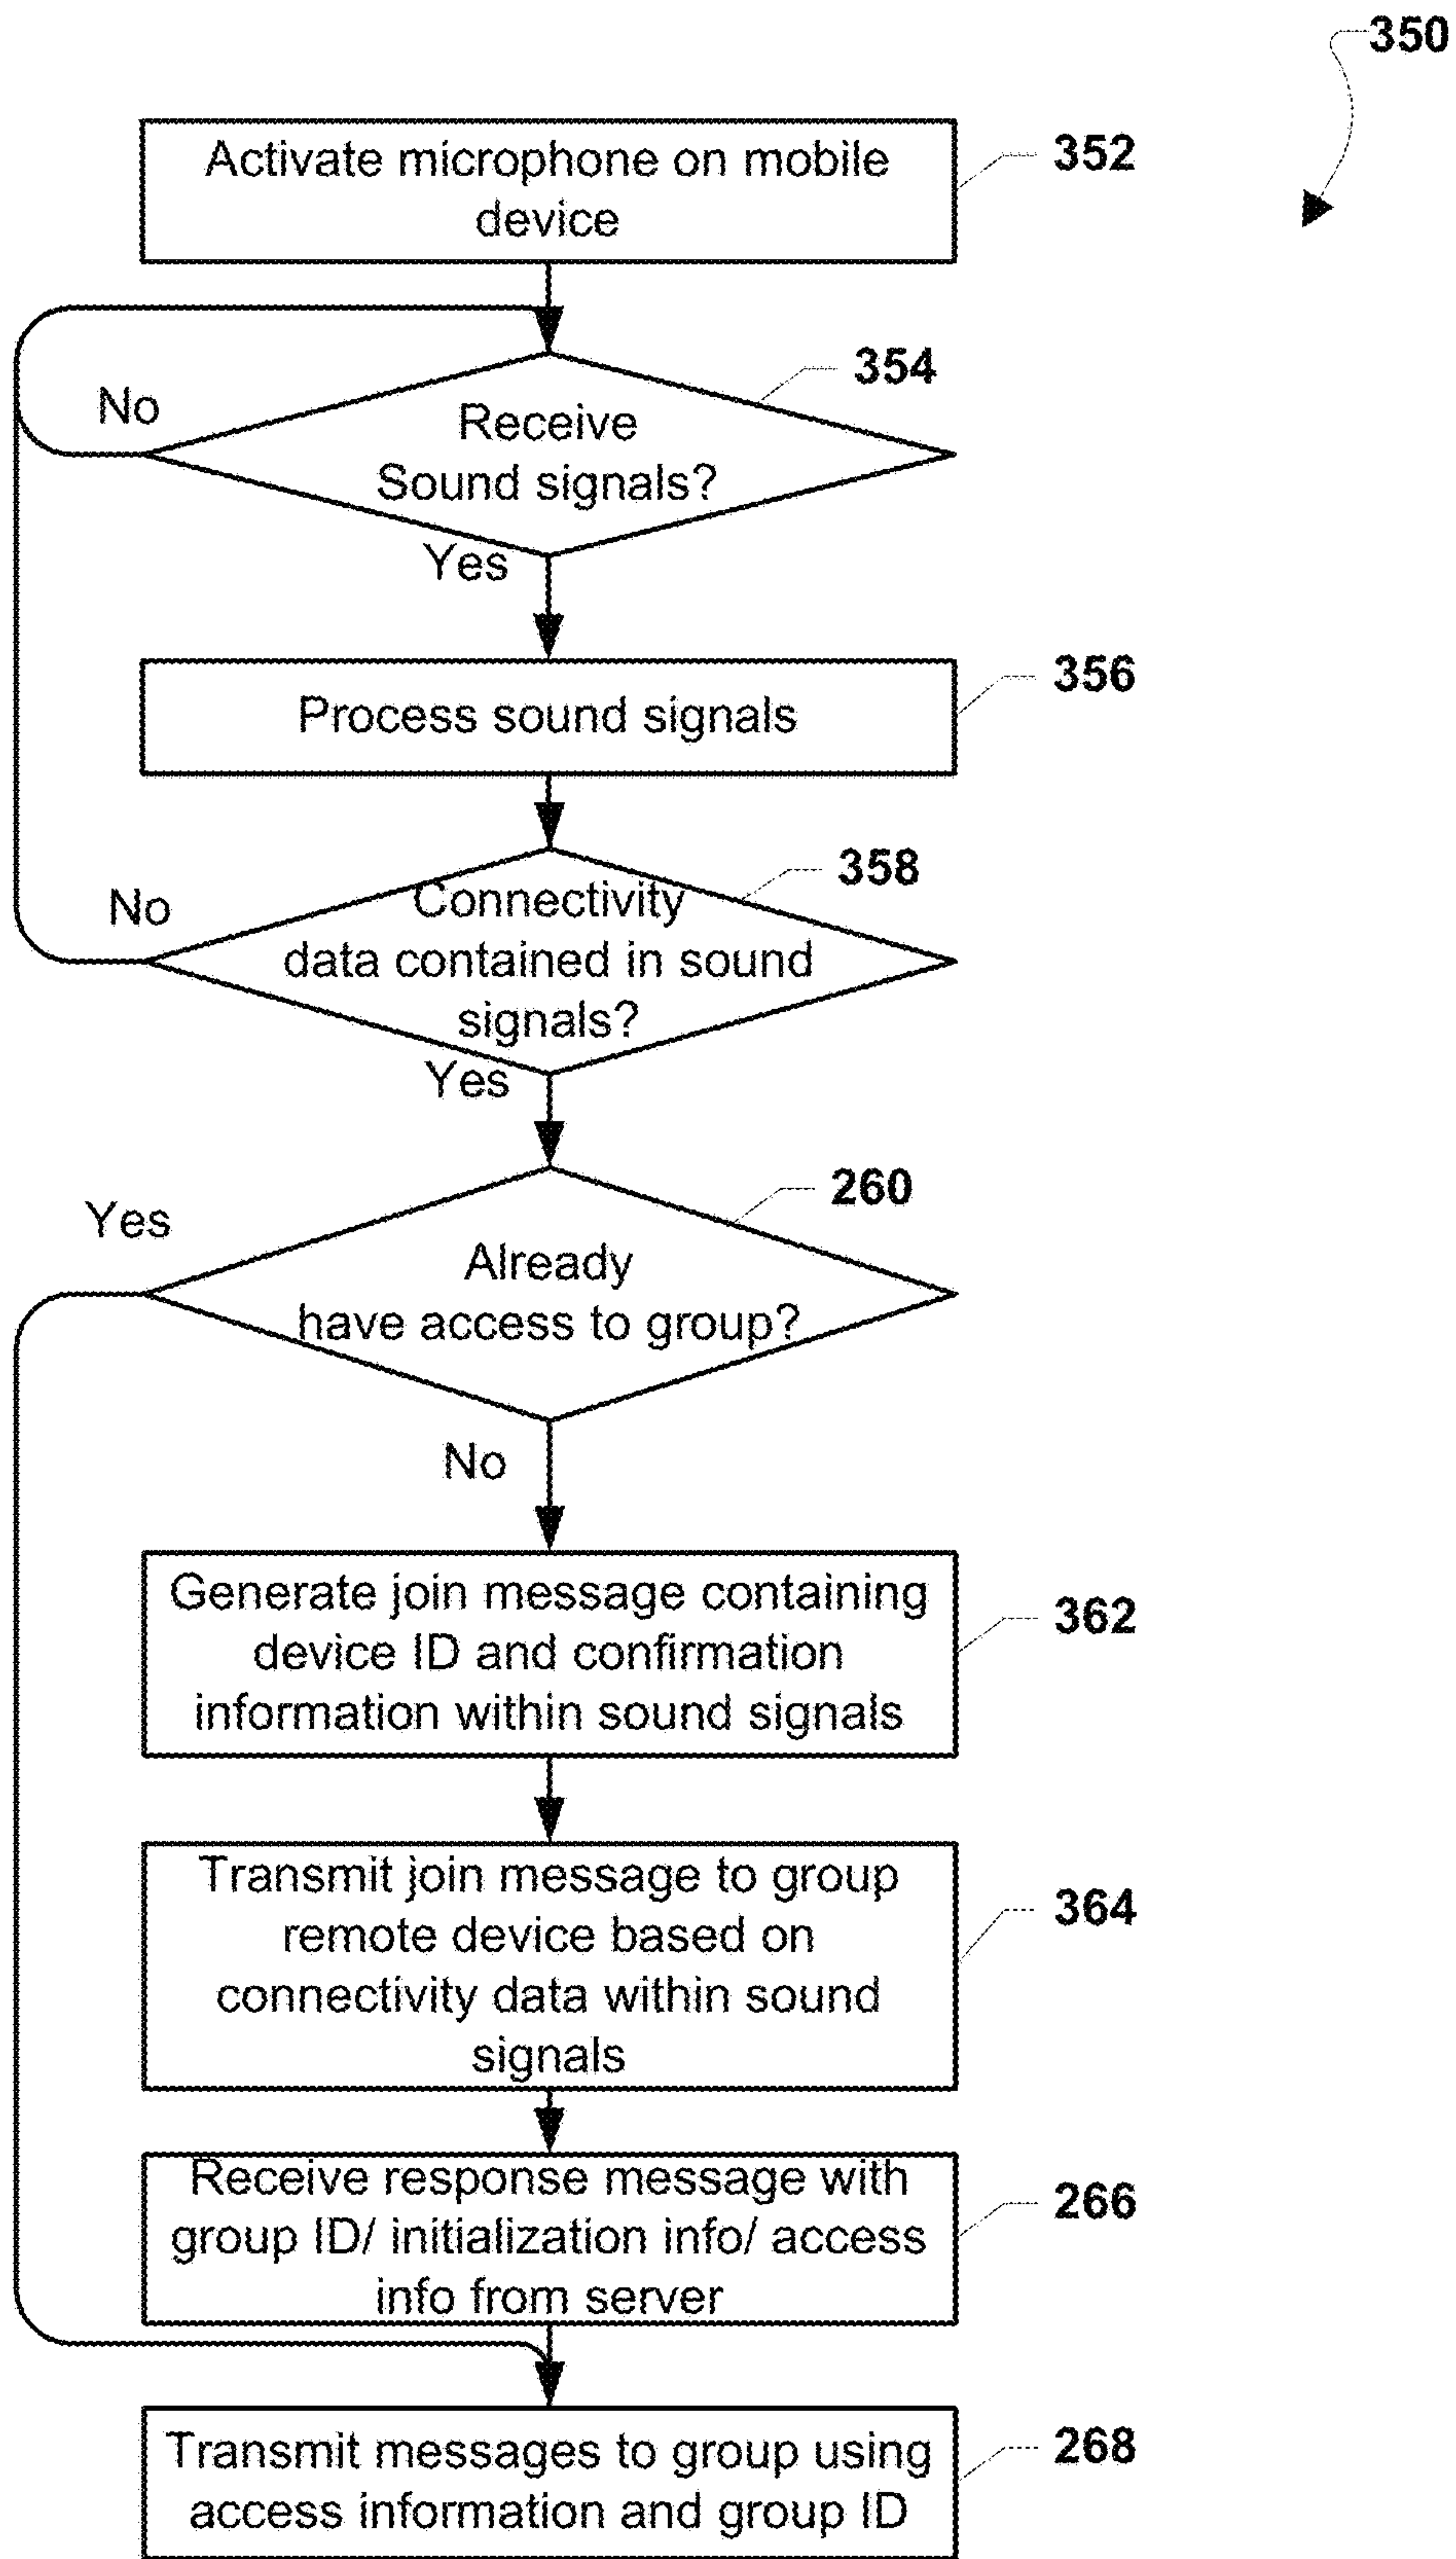 350
Activate microphone on mobile
device
352
354
No
Receive
Sound signals?
Yes
356
Process sound signals
358
No
Connectivity
data contained in sound
signals?
Yes
260
Yes
Already
have access to group?
No
Generate join message containing
device ID and confirmation
information within sound signals
362
Transmit join message to group
remote device based on
connectivity data within sound
signals
364
Receive response message with
group ID/ initialization info/ access
info from server
266
Transmit messages to group using
access information and group ID
268